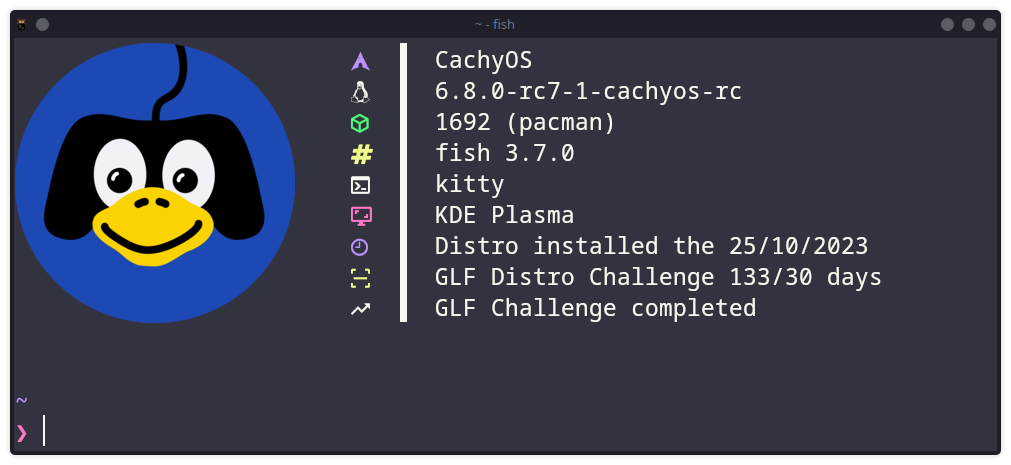 ~ - fish
CachyOS
6.8.0-rc7-1-cachyos-rc
1692 (pacman)
fish 3.7.0
kitty
KDE Plasma
Distro installed the 25/10/2023
GLF Distro Challenge 133/30 days
GLF Challenge completed
~
❯